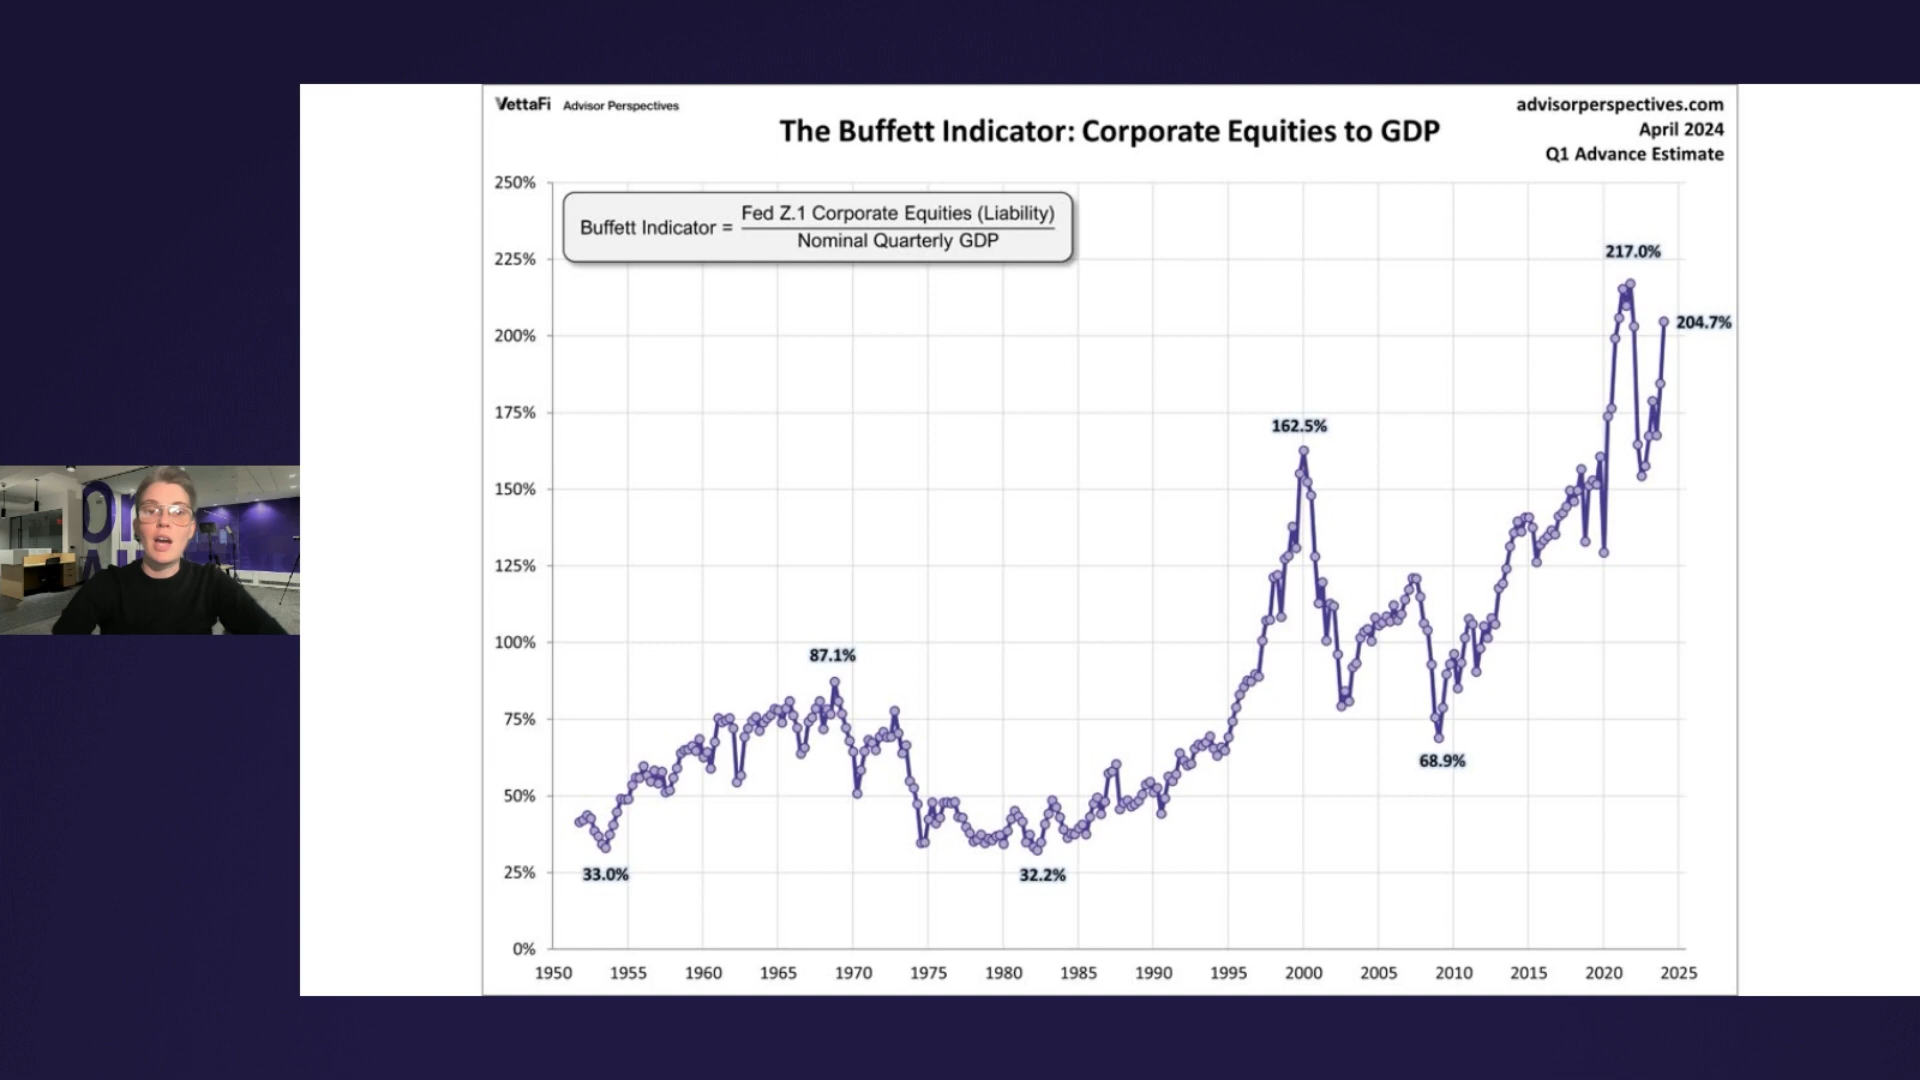 VettaFi Advisor Perspectives
The Buffett Indicator: Corporate Equities to GDP
advisorperspectives.com
April 2024
Q1 Advance Estimate
Buffett Indicator = Fed Z.1 Corporate Equities (Liability)
Nominal Quarterly GDP
250%
225%
200%
175%
150%
125%
100%
75%
50%
25%
0%
217.0%
204.7%
162.5%
87.1%
68.9%
33.0%
32.2%
1950 1955 1960 1965 1970 1975 1980 1985 1990 1995 2000 2005 2010 2015 2020 2025